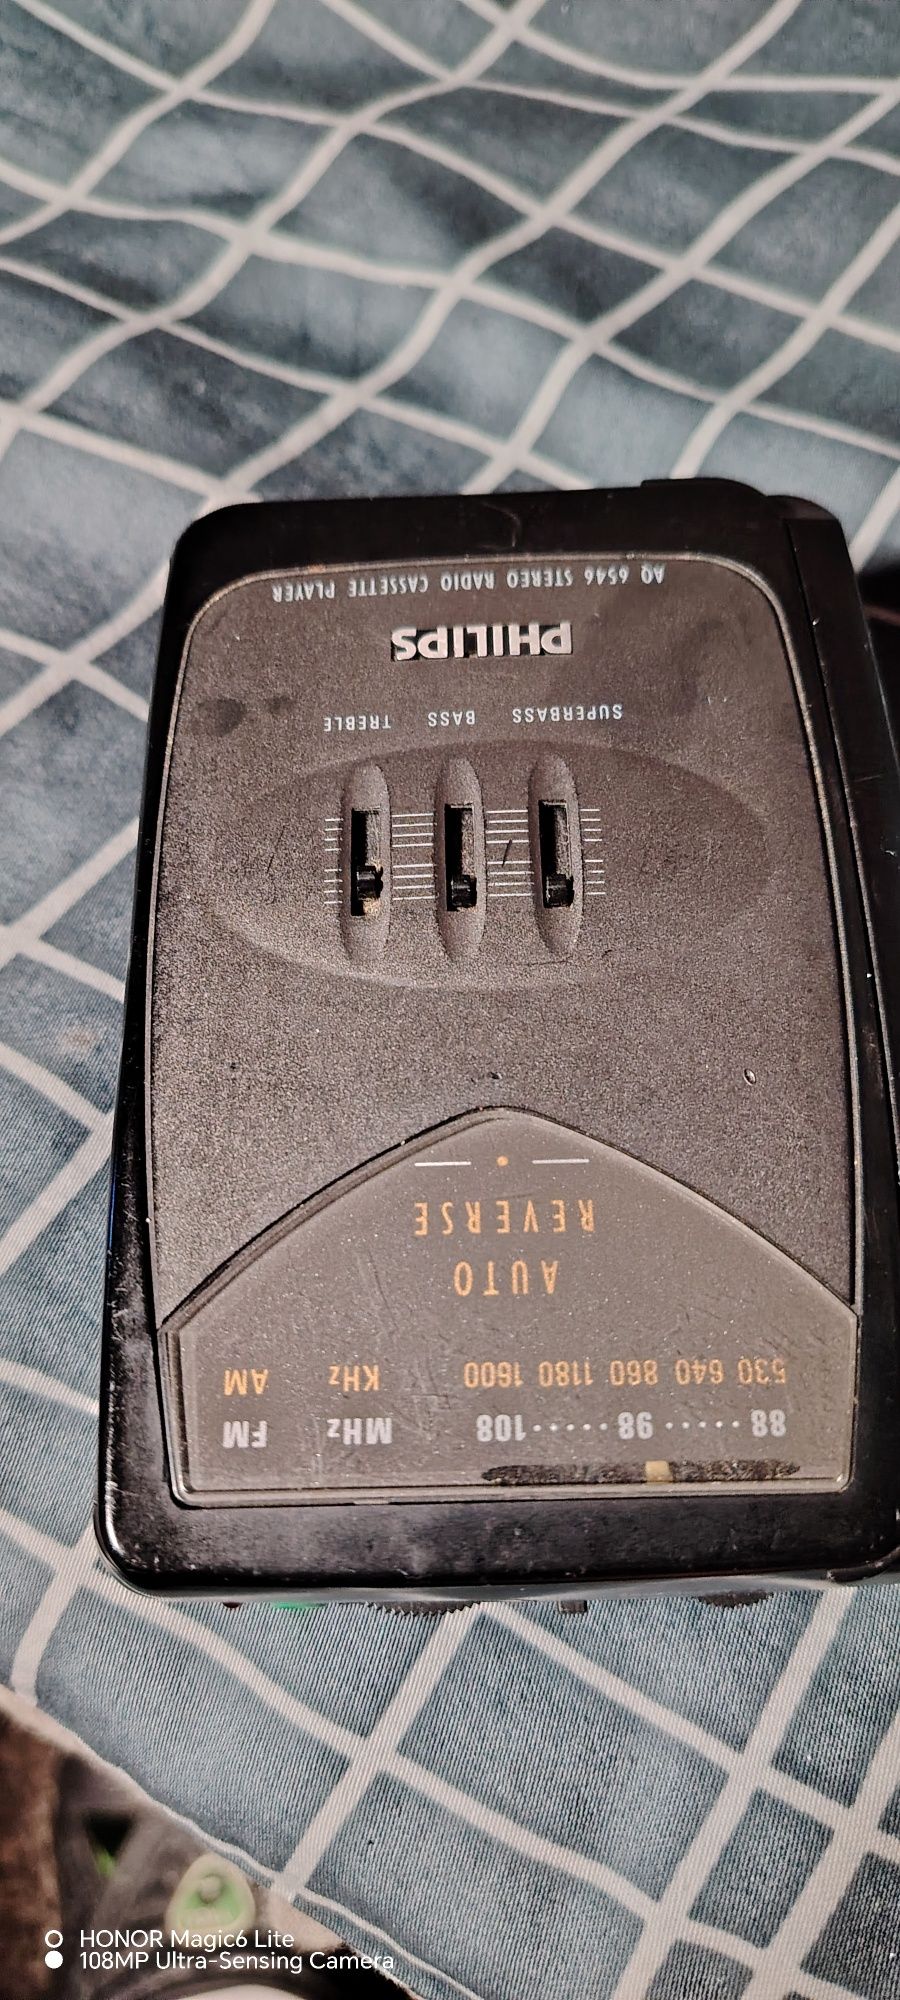 88 ····· 98 ····· 108 MHz FM
530 640 860 1180 1600 KHz AM
AUTO
REVERSE
SUPERBASS BASS TREBLE
PHILIPS
AQ 6546 STEREO RADIO CASSETTE PLAYER
HONOR Magic6 Lite
108MP Ultra-Sensing Camera